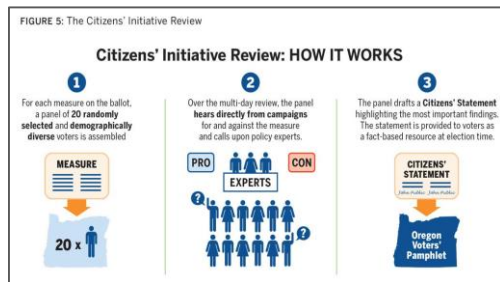 FIGURE 5: The Citizens' Initiative Review
Citizens' Initiative Review: HOW IT WORKS
1
For each measure on the ballot,
a panel of 20 randomly
selected and demographically
diverse voters is assembled
MEASURE
20 x
2
Over the multi-day review, the panel
hears directly from campaigns
for and against the measure
and calls upon policy experts.
PRO
CON
EXPERTS
?
?
3
The panel drafts a Citizens' Statement
highlighting the most important findings.
The statement is provided to voters as
a fact-based resource at election time.
CITIZENS'
STATEMENT
Oregon
Voters'
Pamphlet